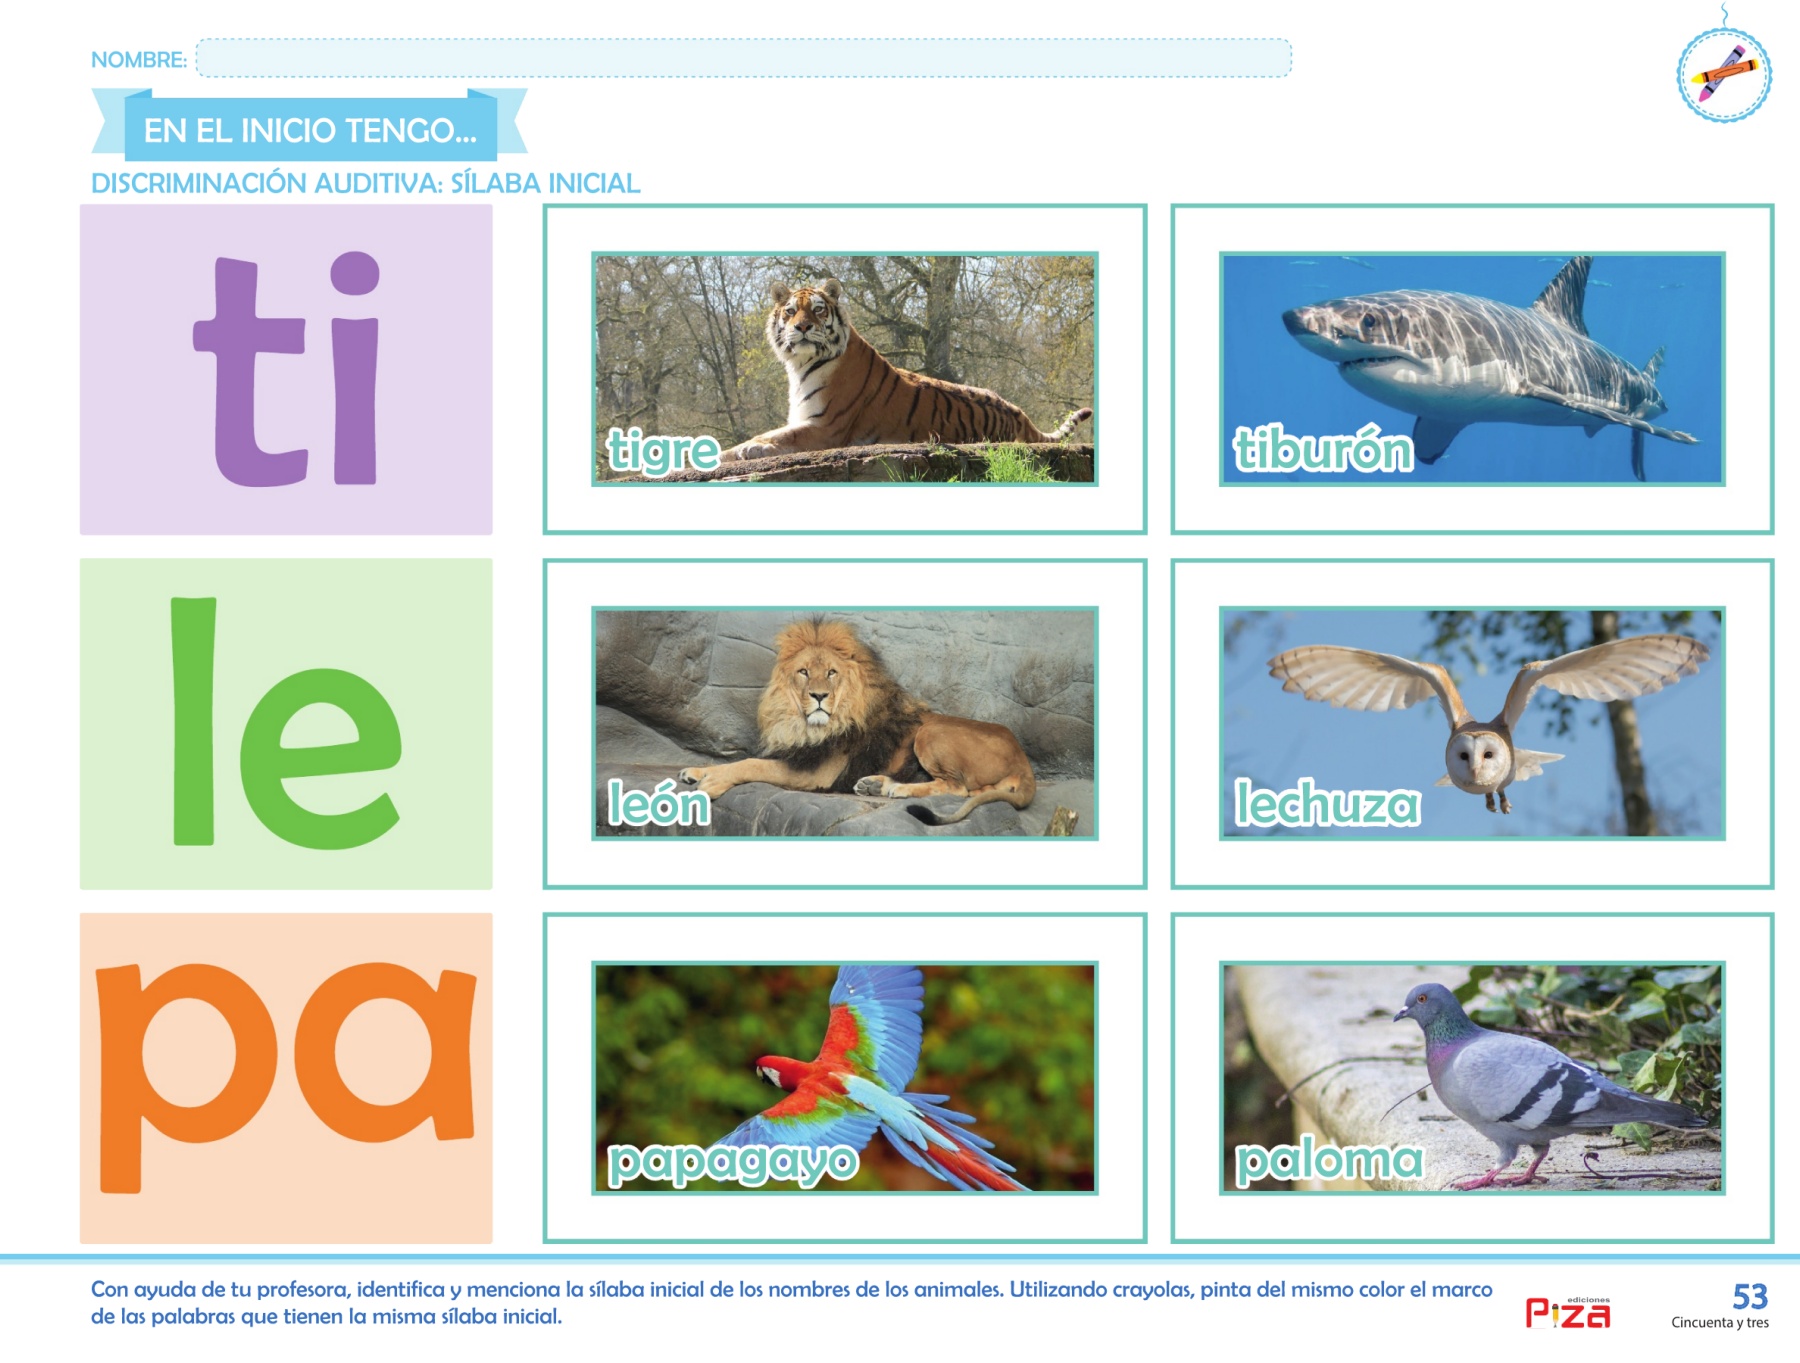 NOMBRE:
EN EL INICIO TENGO...
DISCRIMINACIÓN AUDITIVA: SÍLABA INICIAL
ti
tigre
tiburón
le
león
lechuza
pa
papagayo
paloma
Con ayuda de tu profesora, identifica y menciona la sílaba inicial de los nombres de los animales. Utilizando crayolas, pinta del mismo color el marco
de las palabras que tienen la misma sílaba inicial.
ediciones
Piza
53
Cincuenta y tres